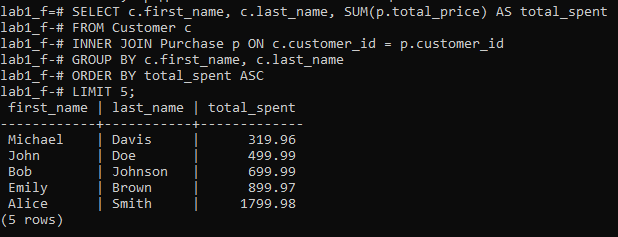 lab1_f-# SELECT c.first_name, c.last_name, SUM(p.total_price) AS total_spent
lab1_f-# FROM Customer c
lab1_f-# INNER JOIN Purchase p ON c.customer_id = p.customer_id
lab1_f-# GROUP BY c.first_name, c.last_name
lab1_f-# ORDER BY total_spent ASC
lab1_f-# LIMIT 5;
 first_name | last_name | total_spent
------------+-----------+-------------
 Michael    | Davis     |      319.96
 John       | Doe       |      499.99
 Bob        | Johnson   |      699.99
 Emily      | Brown     |      899.97
 Alice      | Smith     |     1799.98
(5 rows)